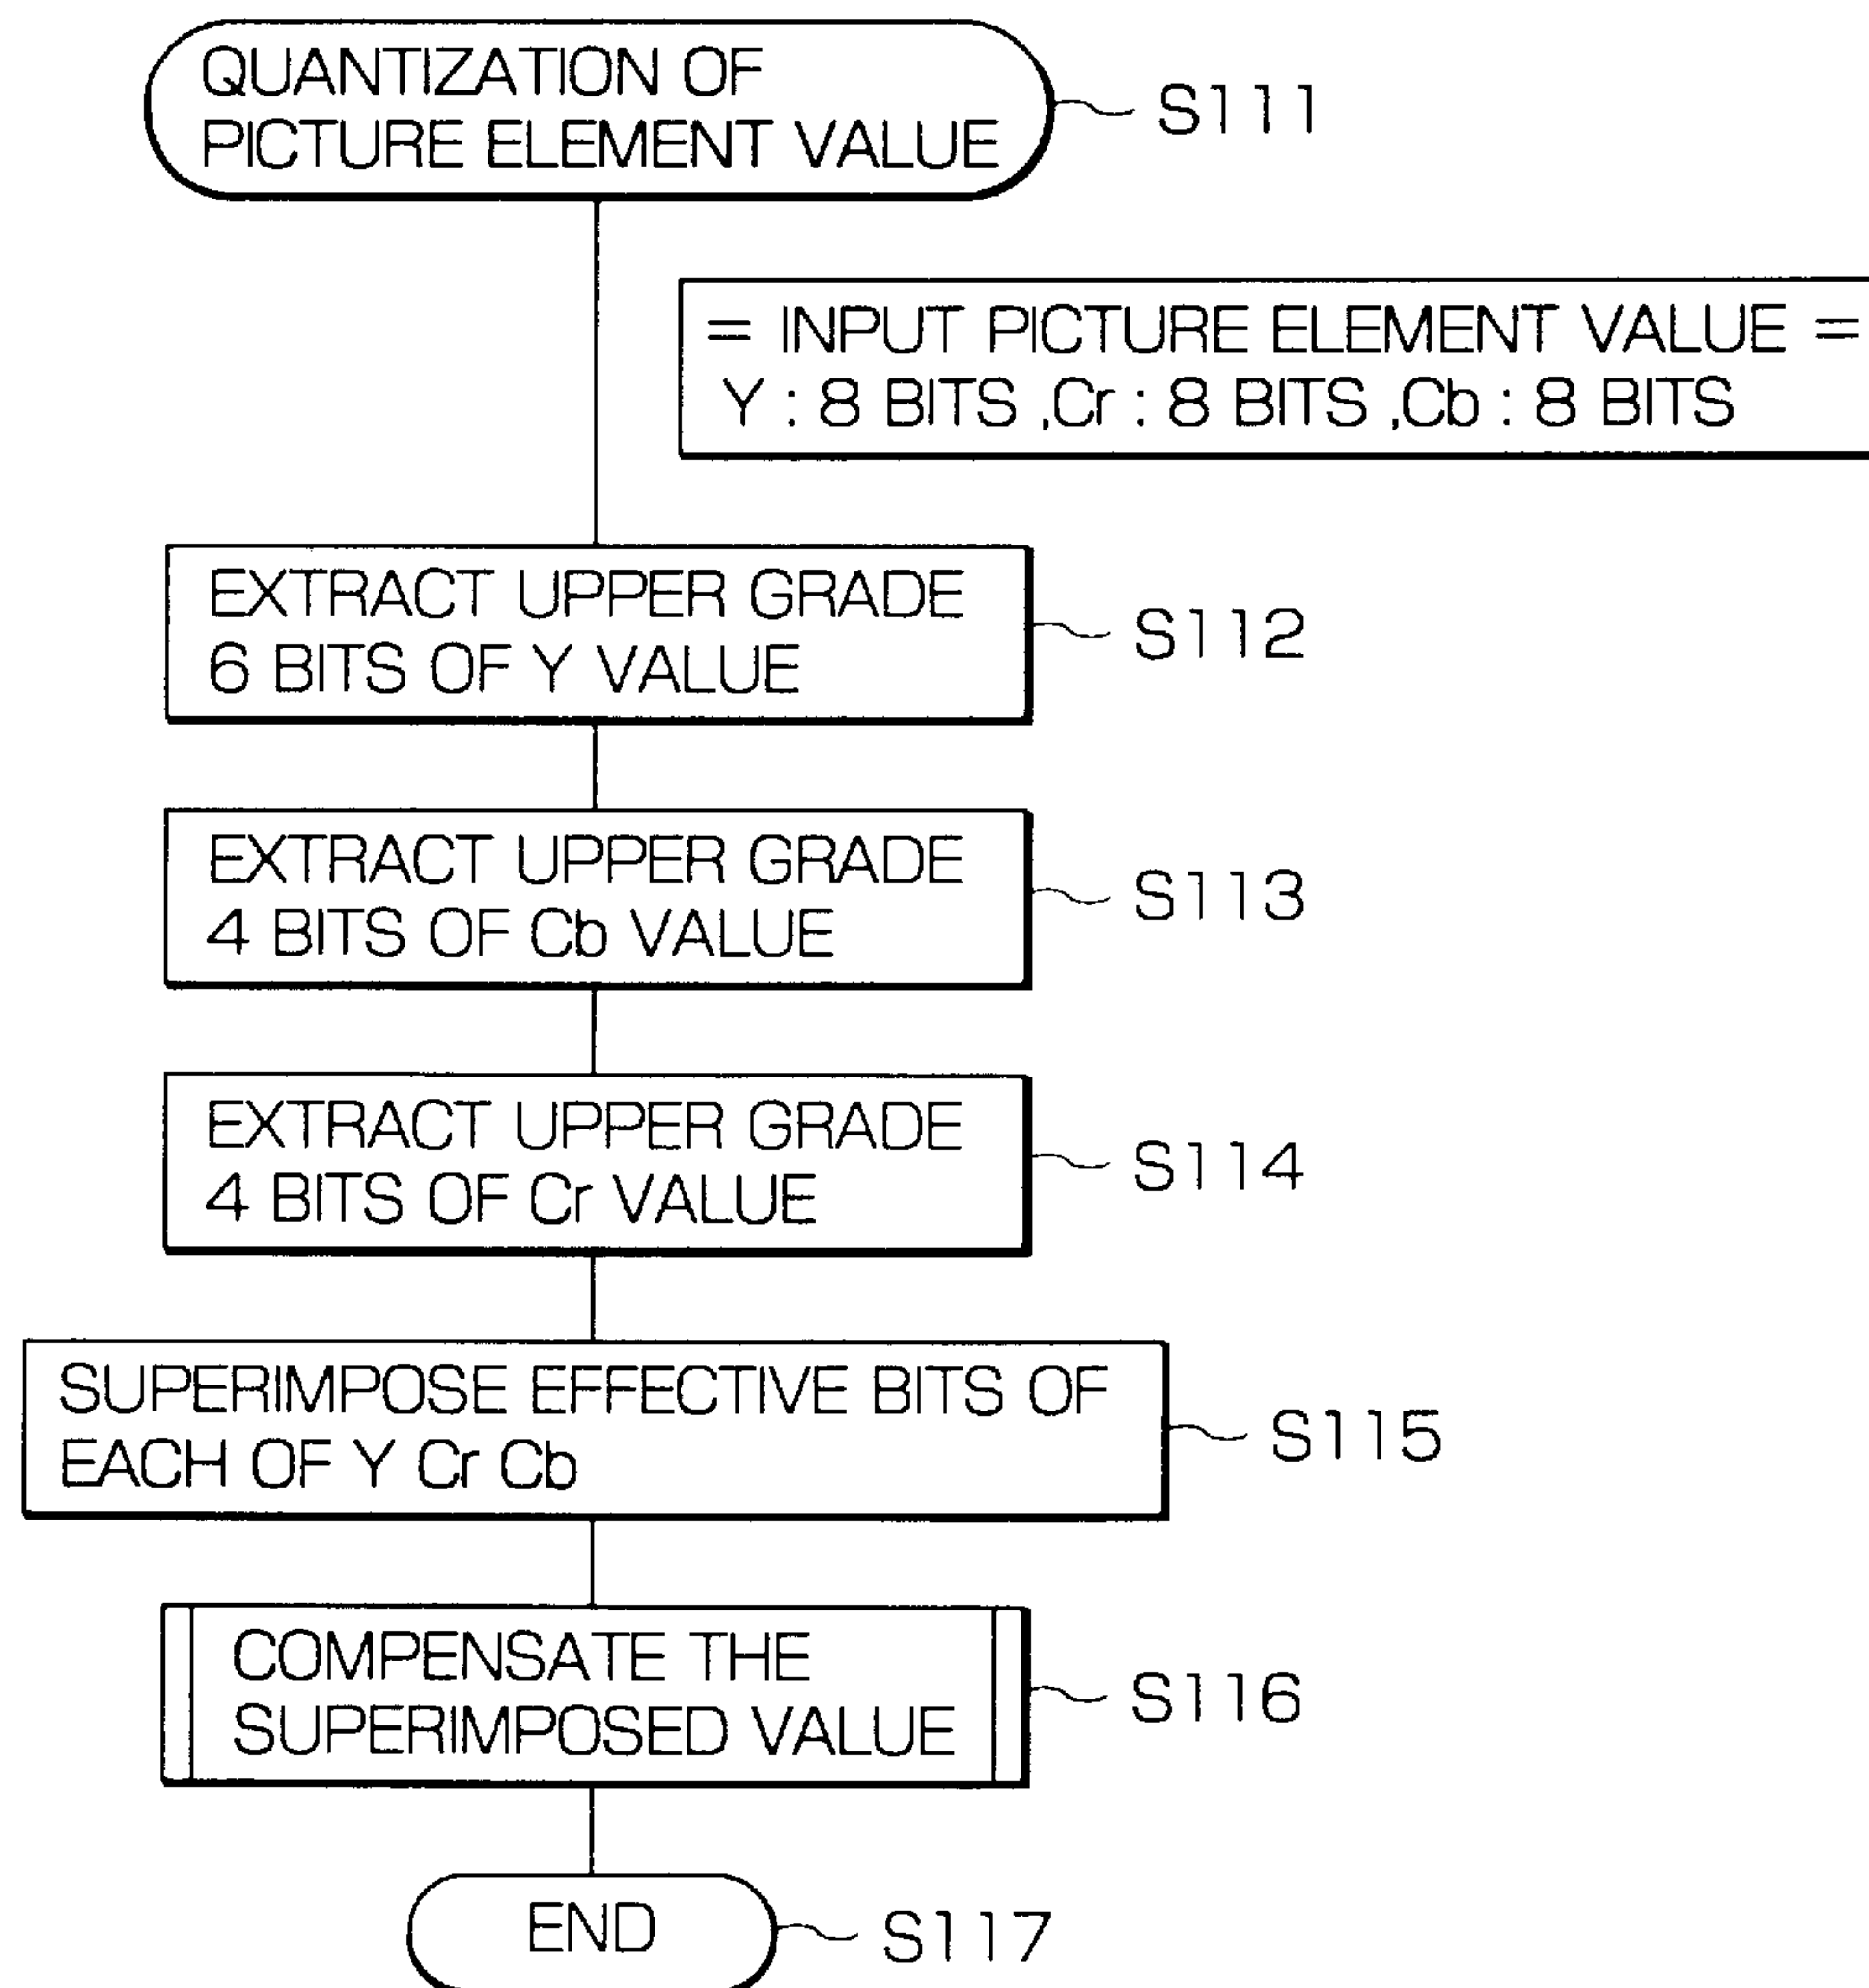 QUANTIZATION OF
PICTURE ELEMENT VALUE
S111
= INPUT PICTURE ELEMENT VALUE =
Y : 8 BITS ,Cr : 8 BITS ,Cb : 8 BITS
EXTRACT UPPER GRADE
6 BITS OF Y VALUE
S112
EXTRACT UPPER GRADE
4 BITS OF Cb VALUE
S113
EXTRACT UPPER GRADE
4 BITS OF Cr VALUE
S114
SUPERIMPOSE EFFECTIVE BITS OF
EACH OF Y Cr Cb
S115
COMPENSATE THE
SUPERIMPOSED VALUE
S116
END
S117